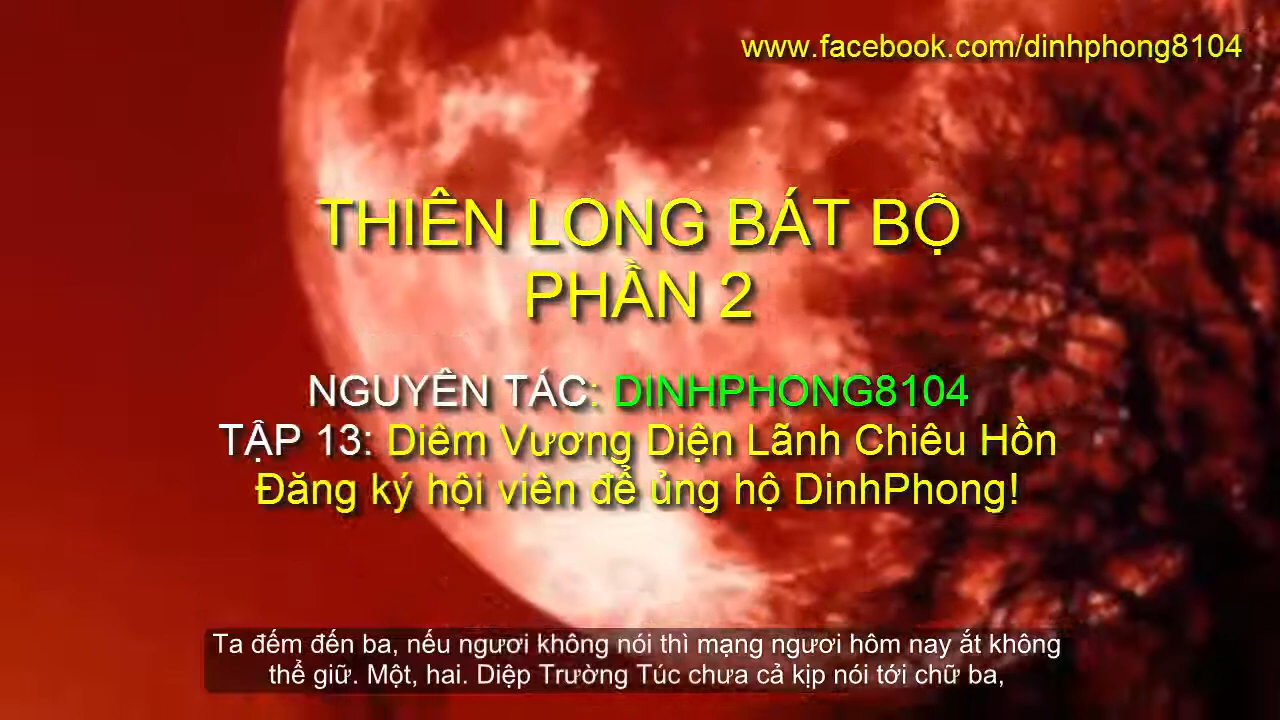 www.facebook.com/dinhphong8104
THIÊN LONG BÁT BỘ
PHẦN 2
NGUYÊN TÁC: DINHPHONG8104
TẬP 13: Diêm Vương Diện Lãnh Chiêu Hồn
Đăng ký hội viên để ủng hộ DinhPhong!
Ta đếm đến ba, nếu ngươi không nói thì mạng ngươi hôm nay ắt không
thể giữ. Một, hai. Diệp Trường Túc chưa cả kịp nói tới chữ ba,